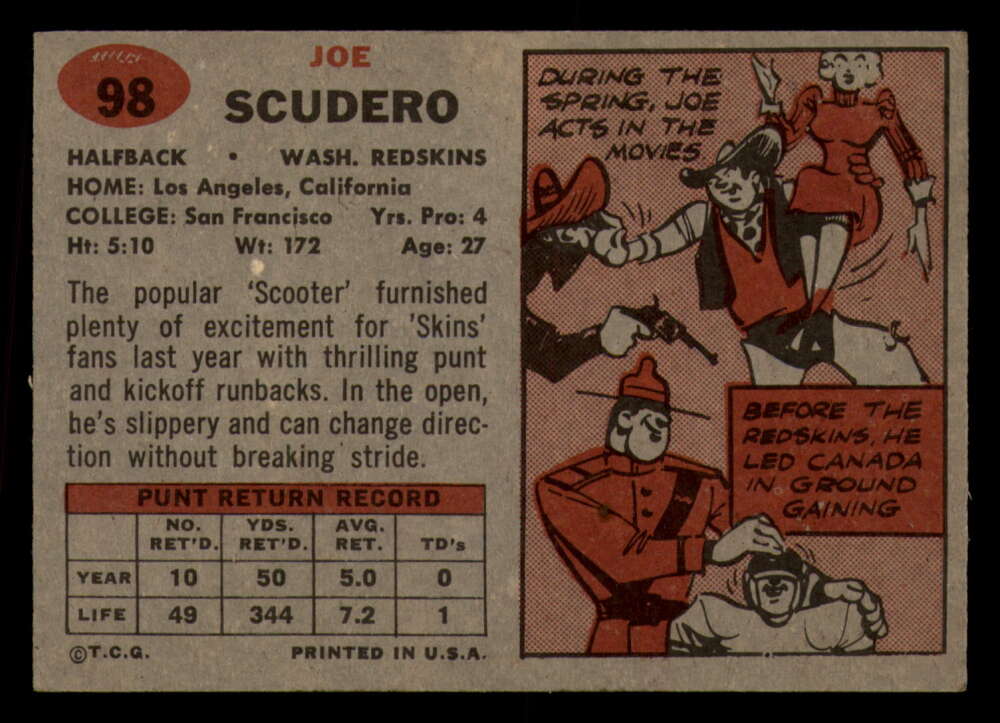 98
JOE
SCUDERO
HALFBACK • WASH. REDSKINS
HOME: Los Angeles, California
COLLEGE: San Francisco Yrs. Pro: 4
Ht: 5:10 Wt: 172 Age: 27
The popular 'Scooter' furnished
plenty of excitement for 'Skins'
fans last year with thrilling punt
and kickoff runbacks. In the open,
he's slippery and can change direc-
tion without breaking stride.
PUNT RETURN RECORD
NO. RET'D. YDS. RET'D. AVG. RET. TD's
YEAR 10 50 5.0 0
LIFE 49 344 7.2 1
©T.C.G. PRINTED IN U.S.A.
DURING THE
SPRING, JOE
ACTS IN THE
MOVIES
BEFORE THE
REDSKINS, HE
LED CANADA
IN GROUND
GAINING